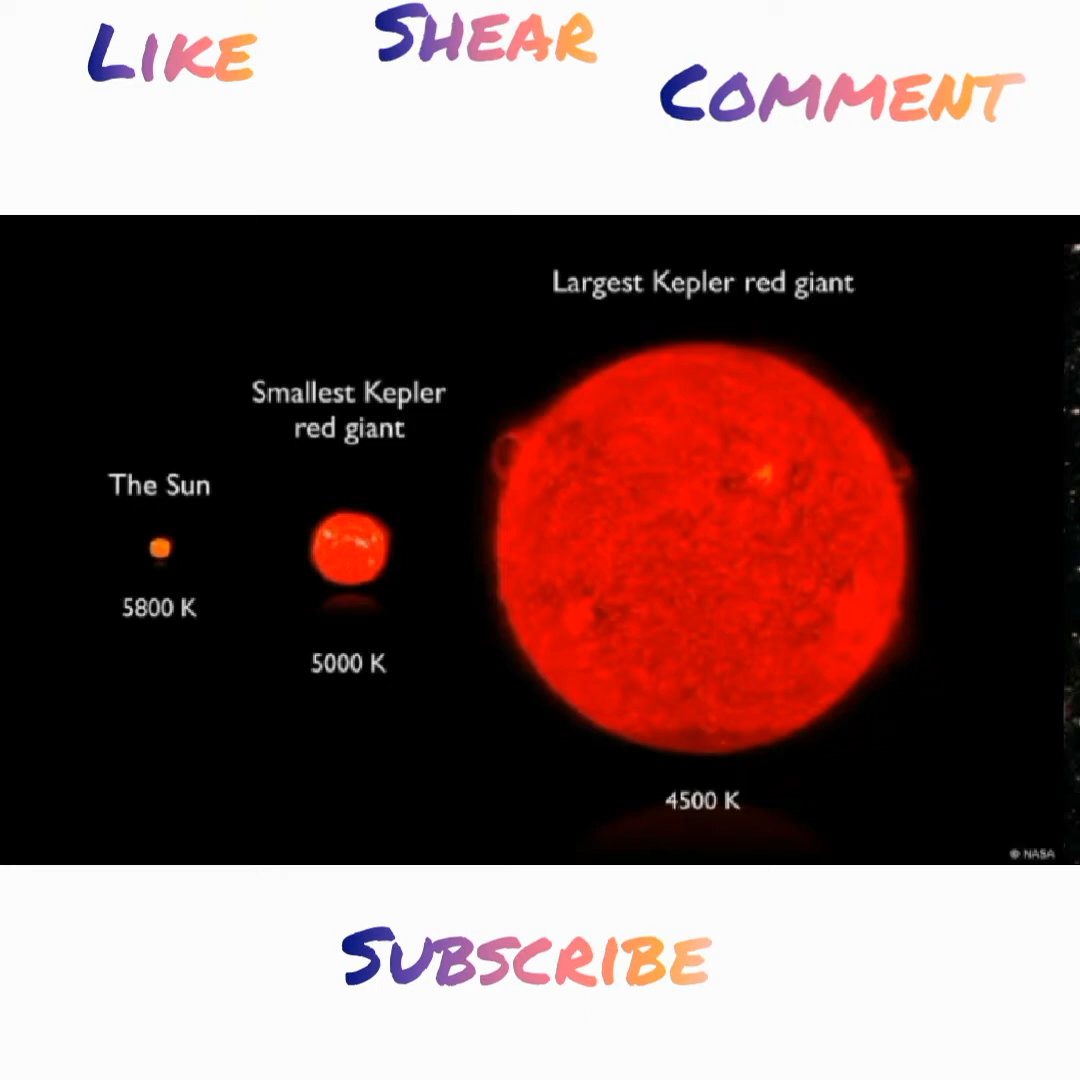 LIKE
SHEAR
COMMENT
Largest Kepler red giant
Smallest Kepler
red giant
The Sun
5800 K
5000 K
4500 K
© NASA
SUBSCRIBE